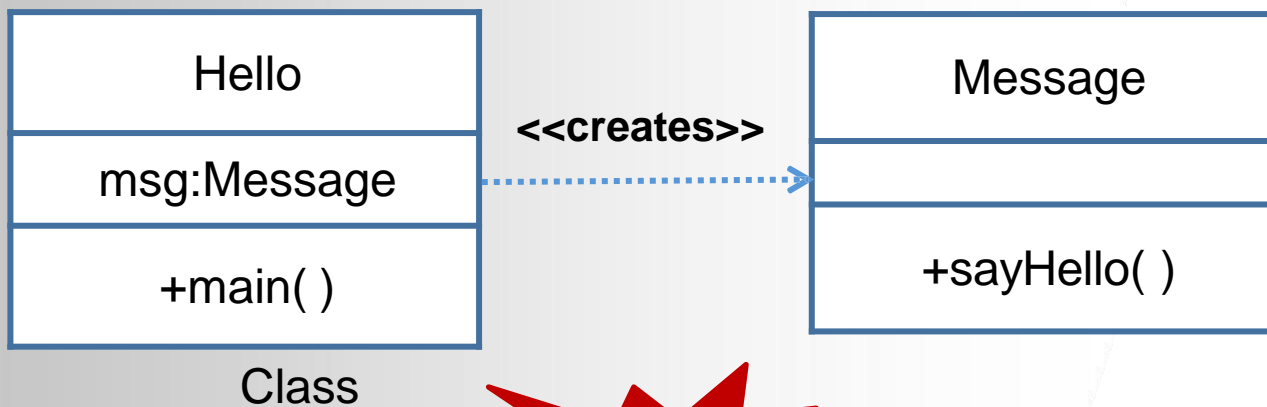 Hello
msg:Message
+main( )
<<creates>>
Message
+sayHello( )
Class